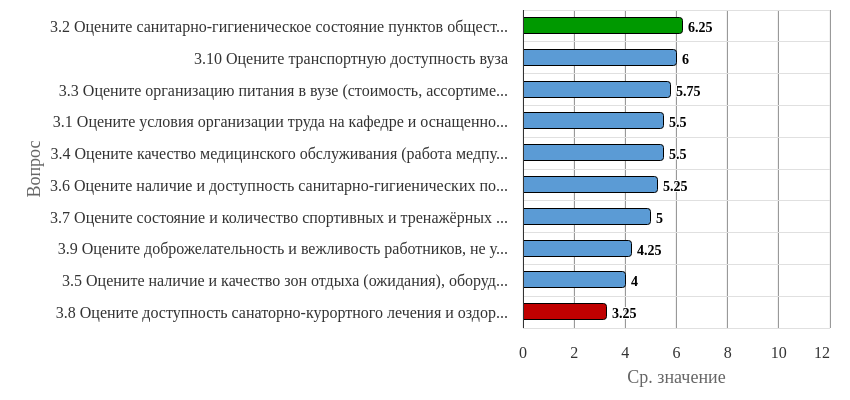 3.2 Оцените санитарно-гигиеническое состояние пунктов общест... 6.25
3.10 Оцените транспортную доступность вуза 6
3.3 Оцените организацию питания в вузе (стоимость, ассортиме... 5.75
3.1 Оцените условия организации труда на кафедре и оснащенно... 5.5
3.4 Оцените качество медицинского обслуживания (работа медпу... 5.5
3.6 Оцените наличие и доступность санитарно-гигиенических по... 5.25
3.7 Оцените состояние и количество спортивных и тренажёрных ... 5
3.9 Оцените доброжелательность и вежливость работников, не у... 4.25
3.5 Оцените наличие и качество зон отдыха (ожидания), оборуд... 4
3.8 Оцените доступность санаторно-курортного лечения и оздор... 3.25
Вопрос
0 2 4 6 8 10 12
Ср. значение